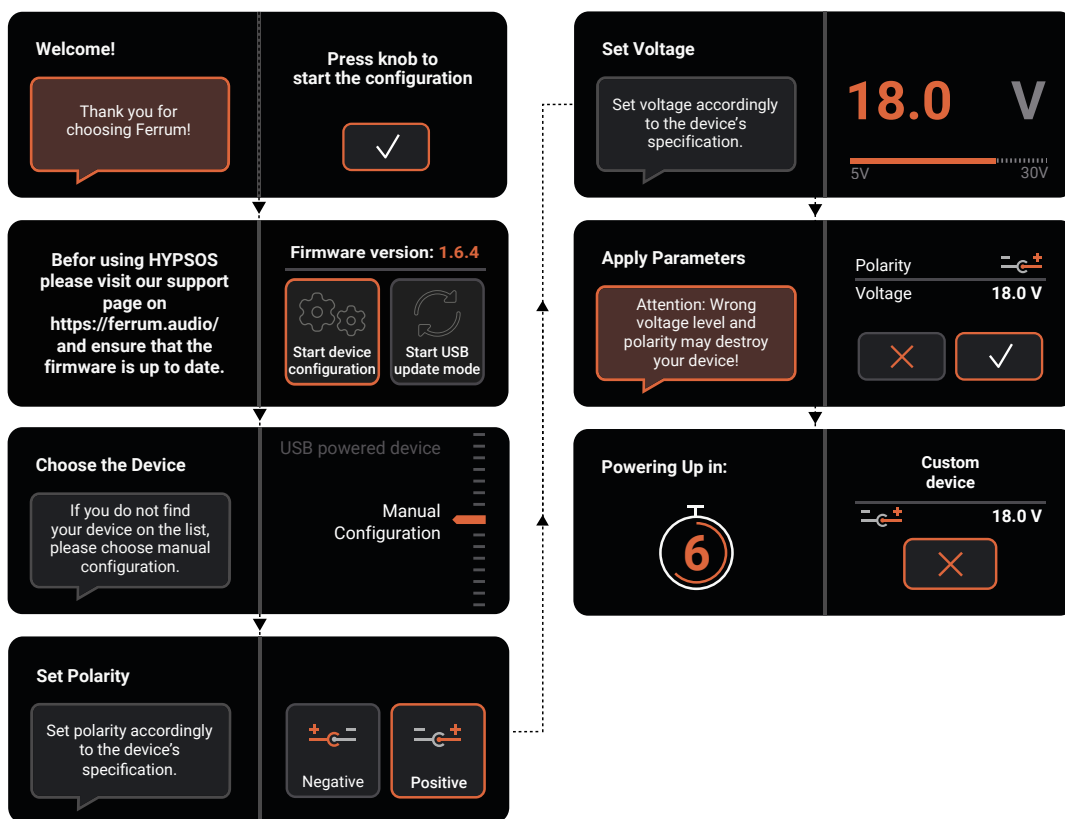 Welcome!
Thank you for
choosing Ferrum!
Press knob to
start the configuration
Befor using HYPSOS
please visit our support
page on
https://ferrum.audio/
and ensure that the
firmware is up to date.
Firmware version: 1.6.4
Start device
configuration
Start USB
update mode
Choose the Device
If you do not find
your device on the list,
please choose manual
configuration.
USB powered device
Manual
Configuration
Set Polarity
Set polarity accordingly
to the device's
specification.
Negative
Positive
Set Voltage
Set voltage accordingly
to the device's
specification.
18.0 V
5V
30V
Apply Parameters
Attention: Wrong
voltage level and
polarity may destroy
your device!
Polarity
Voltage 18.0 V
Powering Up in:
6
Custom
device
18.0 V